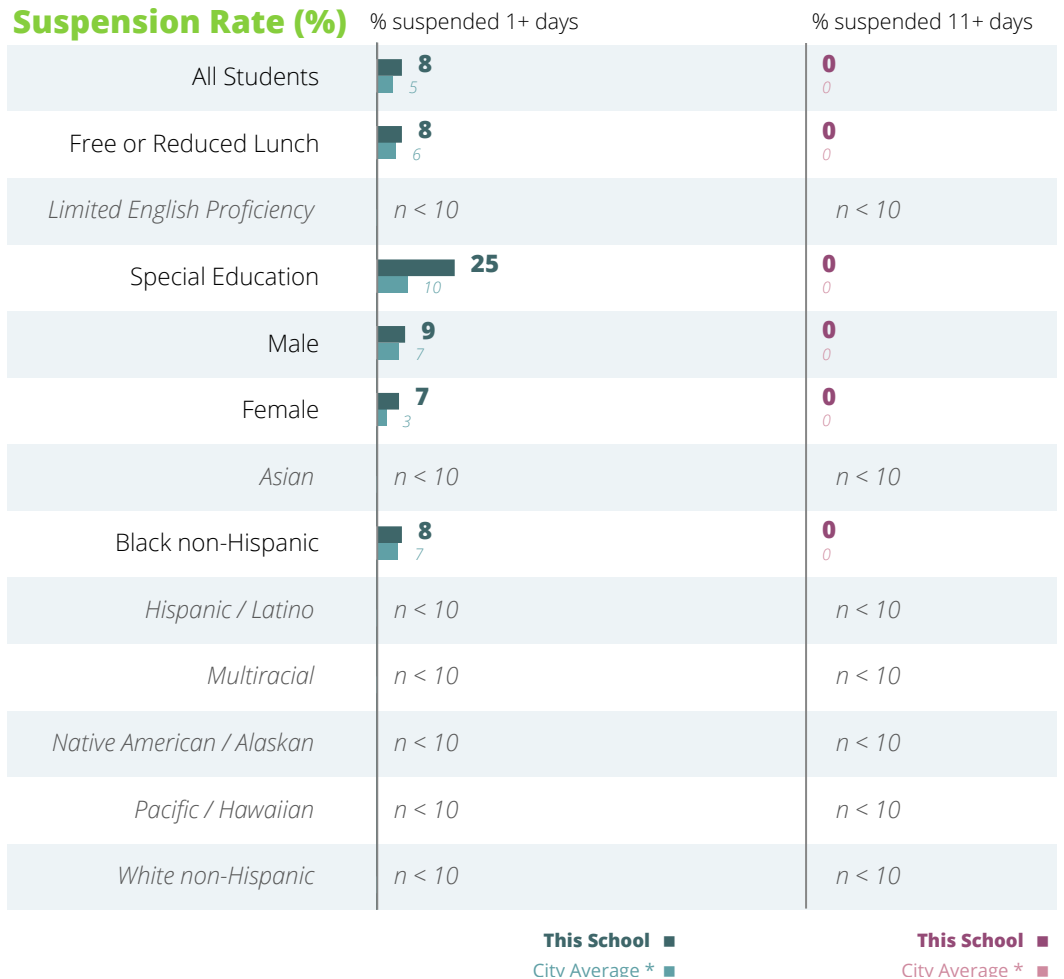 Suspension Rate (%) % suspended 1+ days % suspended 11+ days
All Students 8 0
5 0
Free or Reduced Lunch 8 0
6 0
Limited English Proficiency n < 10 n < 10
Special Education 25 0
10 0
Male 9 0
7 0
Female 7 0
3 0
Asian n < 10 n < 10
Black non-Hispanic 8 0
7 0
Hispanic / Latino n < 10 n < 10
Multiracial n < 10 n < 10
Native American / Alaskan n < 10 n < 10
Pacific / Hawaiian n < 10 n < 10
White non-Hispanic n < 10 n < 10
This School This School
City Average * City Average *